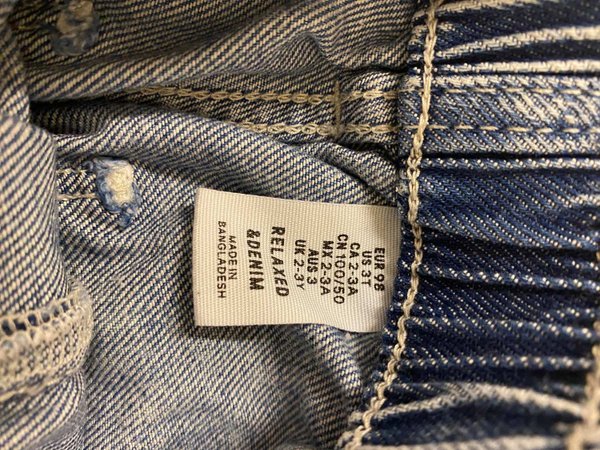 EUR 98
US 3T
CA 2-3A
CN 100/50
MX 2-3A
AUS 3
UK 2-3Y
RELAXED
&DENIM
MADE IN
BANGLADESH